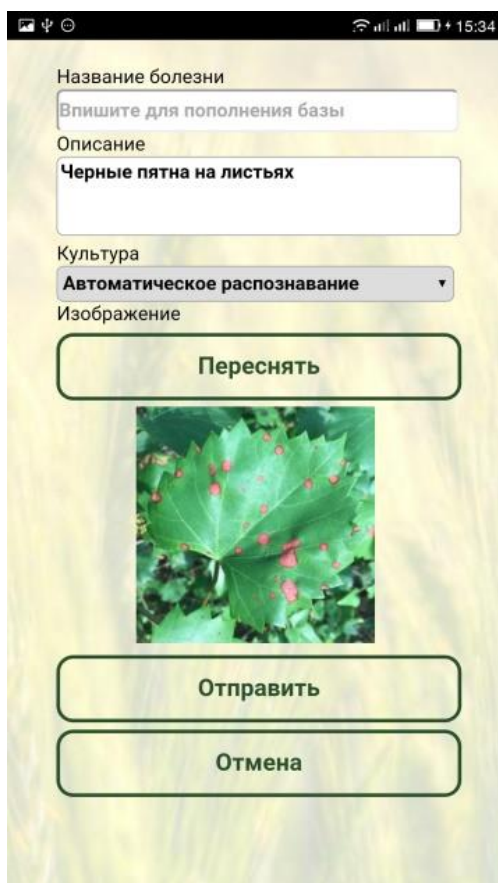 15:34
Название болезни
Впишите для пополнения базы
Описание
Черные пятна на листьях
Культура
Автоматическое распознавание
Изображение
Переснять
Отправить
Отмена